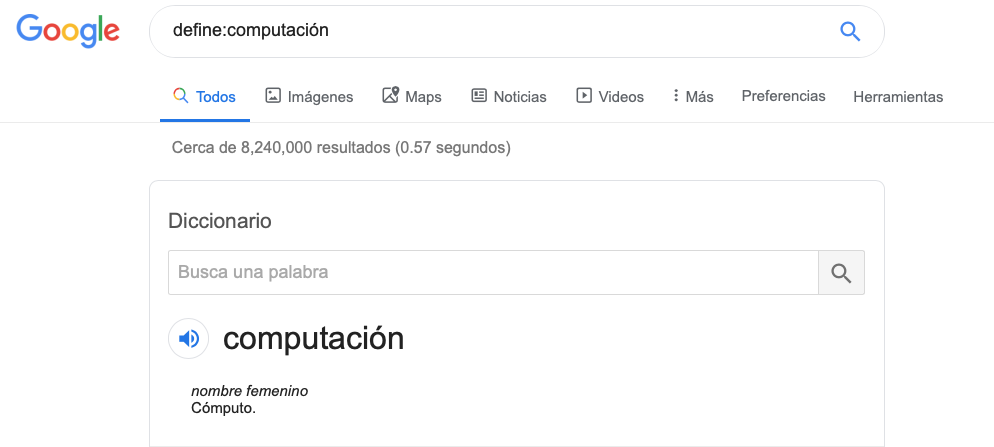 Google
define:computación
Todos Imágenes Maps Noticias Videos Más Preferencias Herramientas
Cerca de 8,240,000 resultados (0.57 segundos)
Diccionario
Busca una palabra
computación
nombre femenino
Cómputo.